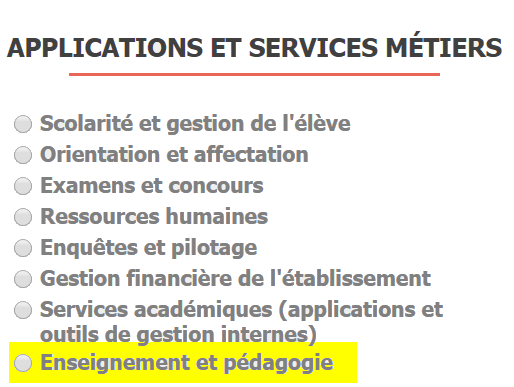 APPLICATIONS ET SERVICES MÉTIERS
Scolarité et gestion de l'élève
Orientation et affectation
Examens et concours
Ressources humaines
Enquêtes et pilotage
Gestion financière de l'établissement
Services académiques (applications et
outils de gestion internes)
Enseignement et pédagogie